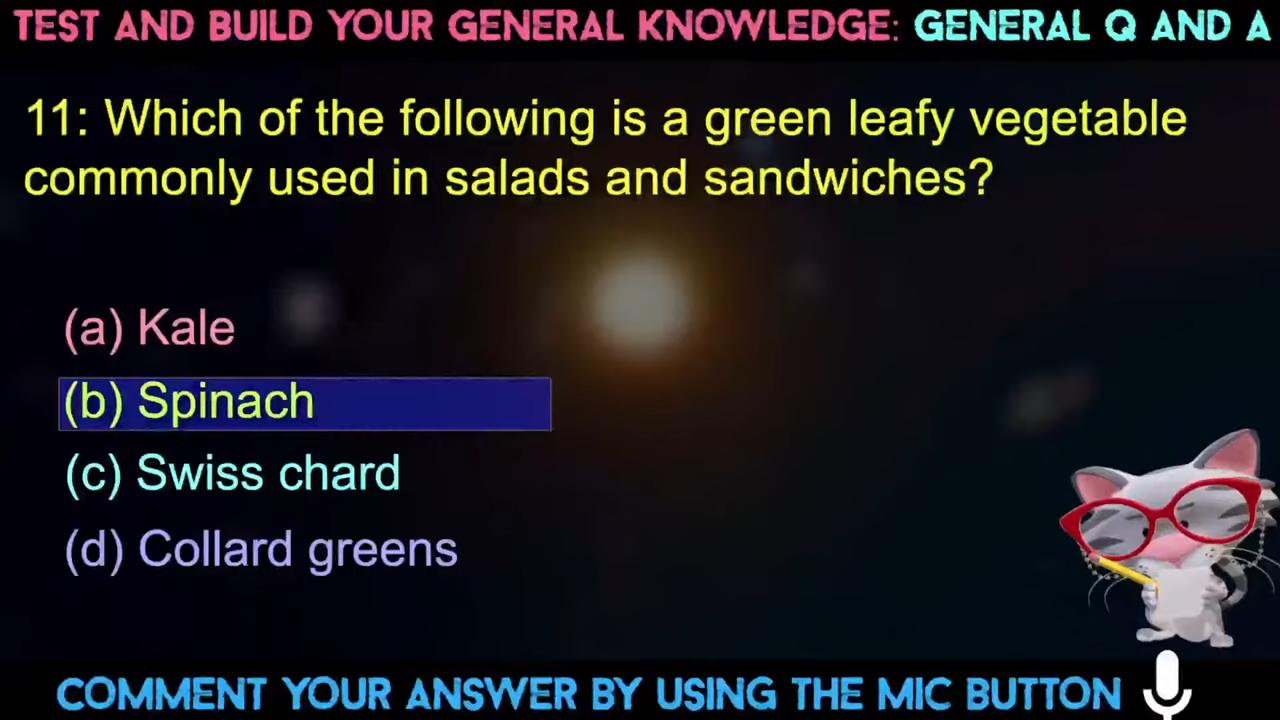 TEST AND BUILD YOUR GENERAL KNOWLEDGE: GENERAL Q AND A
11: Which of the following is a green leafy vegetable
commonly used in salads and sandwiches?
(a) Kale
(b) Spinach
(c) Swiss chard
(d) Collard greens
COMMENT YOUR ANSWER BY USING THE MIC BUTTON